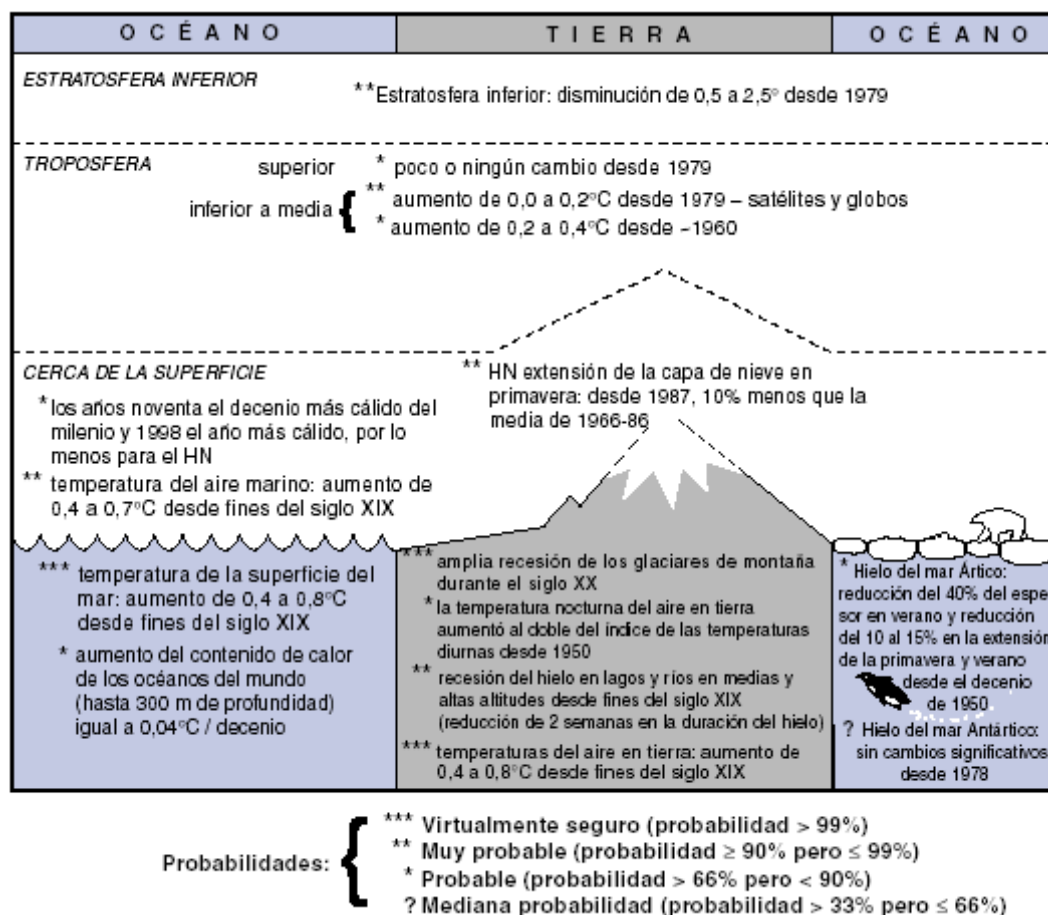 OCÉANO
TIERRA
OCÉANO
ESTRATOSFERA INFERIOR
**Estratosfera inferior: disminución de 0,5 a 2,5º desde 1979
TROPOSFERA
superior
* poco o ningún cambio desde 1979
inferior a media
** aumento de 0,0 a 0,2ºC desde 1979 – satélites y globos
* aumento de 0,2 a 0,4ºC desde ~1960
CERCA DE LA SUPERFICIE
*los años noventa el decenio más cálido del
milenio y 1998 el año más cálido, por lo
menos para el HN
** temperatura del aire marino: aumento de
0,4 a 0,7ºC desde fines del siglo XIX
** HN extensión de la capa de nieve en
primavera: desde 1987, 10% menos que la
media de 1966-86
*** temperatura de la superficie del
mar: aumento de 0,4 a 0,8ºC
desde fines del siglo XIX
* aumento del contenido de calor
de los océanos del mundo
(hasta 300 m de profundidad)
igual a 0,04ºC / decenio
*** amplia recesión de los glaciares de montaña
durante el siglo XX
* la temperatura nocturna del aire en tierra
aumentó al doble del índice de las temperaturas
diurnas desde 1950
** recesión del hielo en lagos y ríos en medias y
altas altitudes desde fines del siglo XIX
(reducción de 2 semanas en la duración del hielo)
*** temperaturas del aire en tierra: aumento de
0,4 a 0,8ºC desde fines del siglo XIX
* Hielo del mar Ártico:
reducción del 40% del espe-
sor en verano y reducción
del 10 al 15% en la extensión
de la primavera y verano
desde el decenio
de 1950.
? Hielo del mar Antártico:
sin cambios significativos
desde 1978
Probabilidades:
*** Virtualmente seguro (probabilidad > 99%)
** Muy probable (probabilidad ≥ 90% pero ≤ 99%)
* Probable (probabilidad > 66% pero < 90%)
? Mediana probabilidad (probabilidad > 33% pero ≤ 66%)